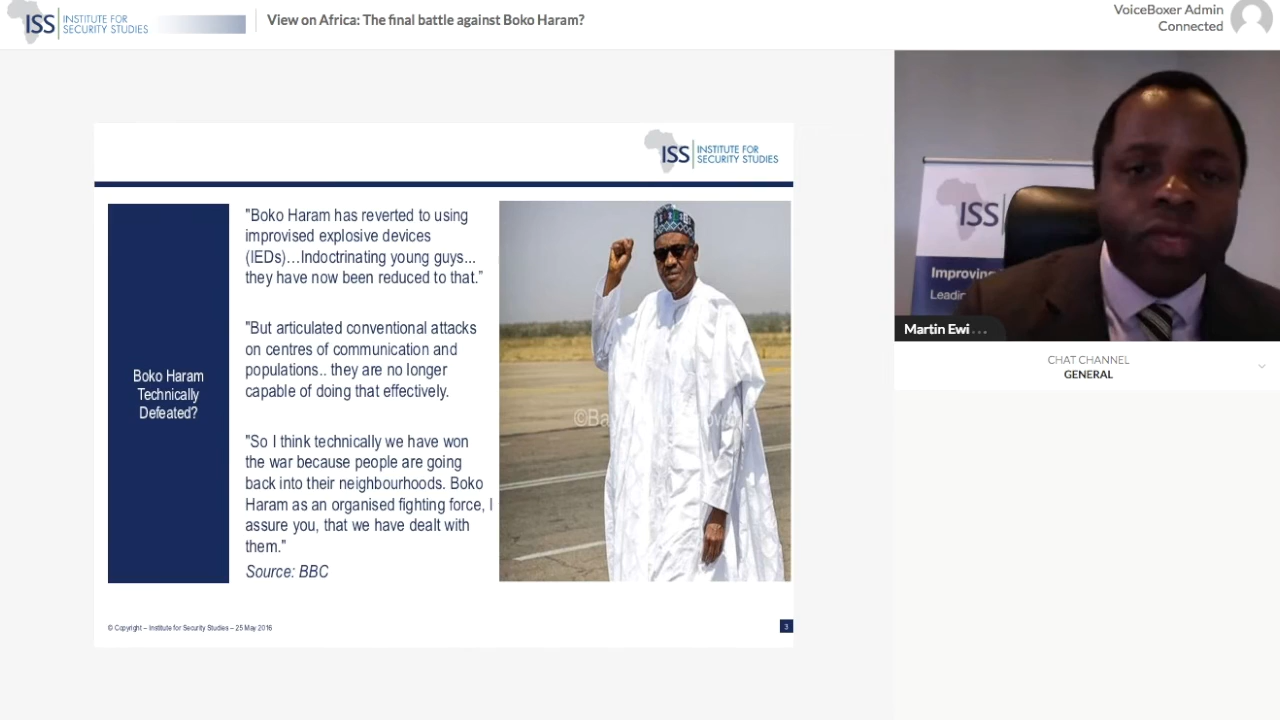 ISS INSTITUTE FOR
SECURITY STUDIES
View on Africa: The final battle against Boko Haram?
VoiceBoxer Admin
Connected
ISS INSTITUTE FOR
SECURITY STUDIES
Boko Haram
Technically
Defeated?
"Boko Haram has reverted to using
improvised explosive devices
(IEDs)…Indoctrinating young guys...
they have now been reduced to that."
"But articulated conventional attacks
on centres of communication and
populations.. they are no longer
capable of doing that effectively.
"So I think technically we have won
the war because people are going
back into their neighbourhoods. Boko
Haram as an organised fighting force, I
assure you, that we have dealt with
them."
Source: BBC
© Copyright – Institute for Security Studies – 25 May 2016
3
ISS
Improving
Martin Ewi ...
CHAT CHANNEL
GENERAL